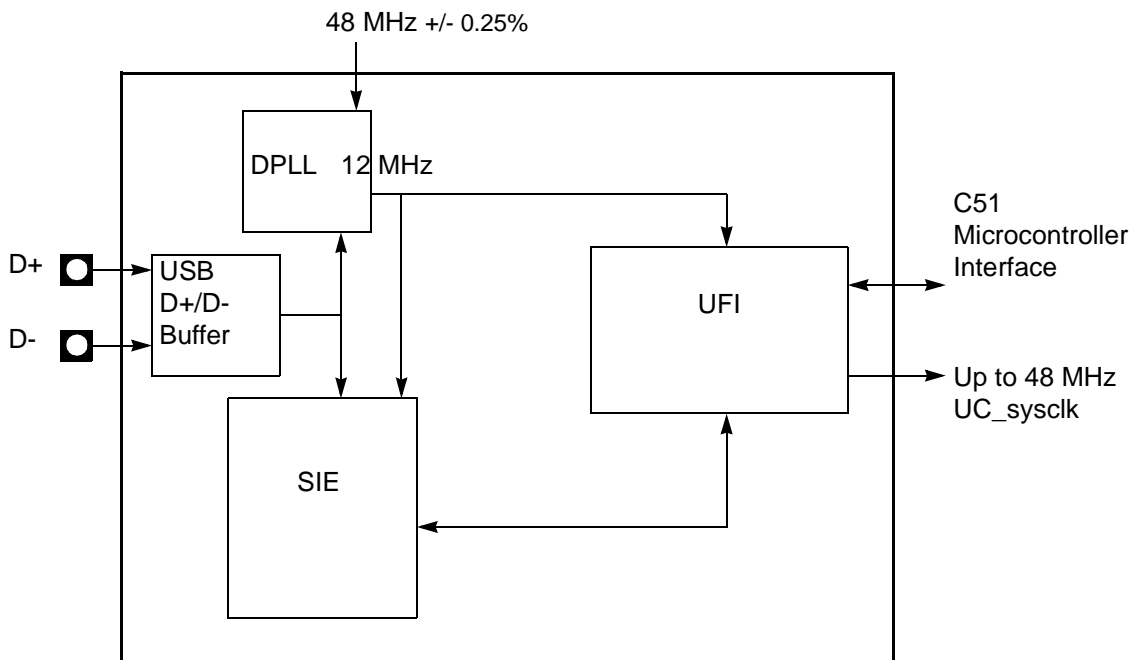 48 MHz +/- 0.25%
DPLL 12 MHz
D+
D-
USB
D+/D-
Buffer
UFI
C51
Microcontroller
Interface
Up to 48 MHz
UC_sysclk
SIE